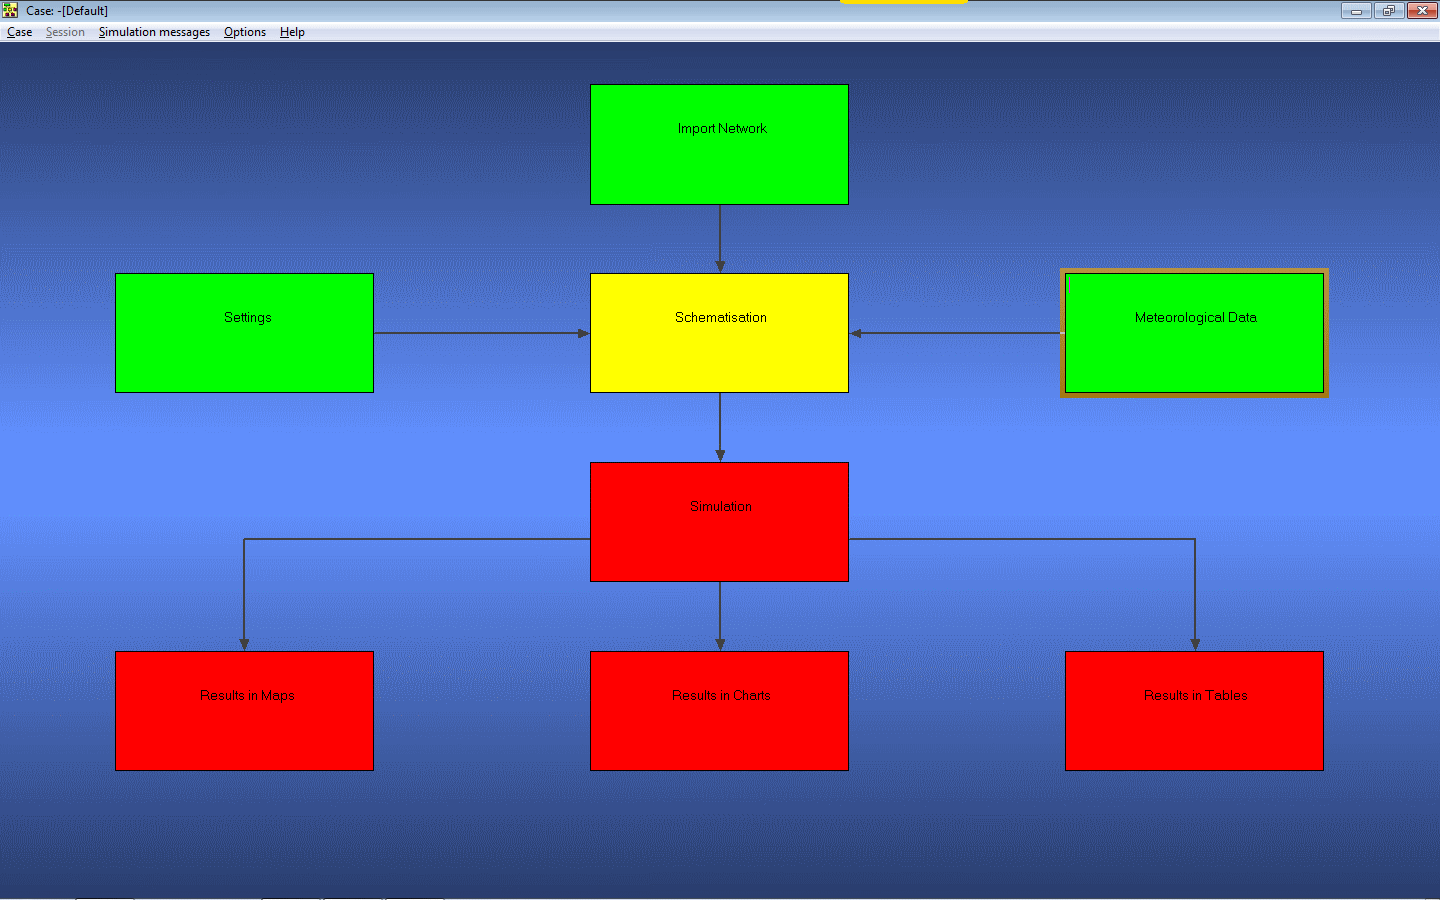 Case: -[Default]
Case Session Simulation messages Options Help
Import Network
Settings
Schematisation
Meteorological Data
Simulation
Results in Maps
Results in Charts
Results in Tables